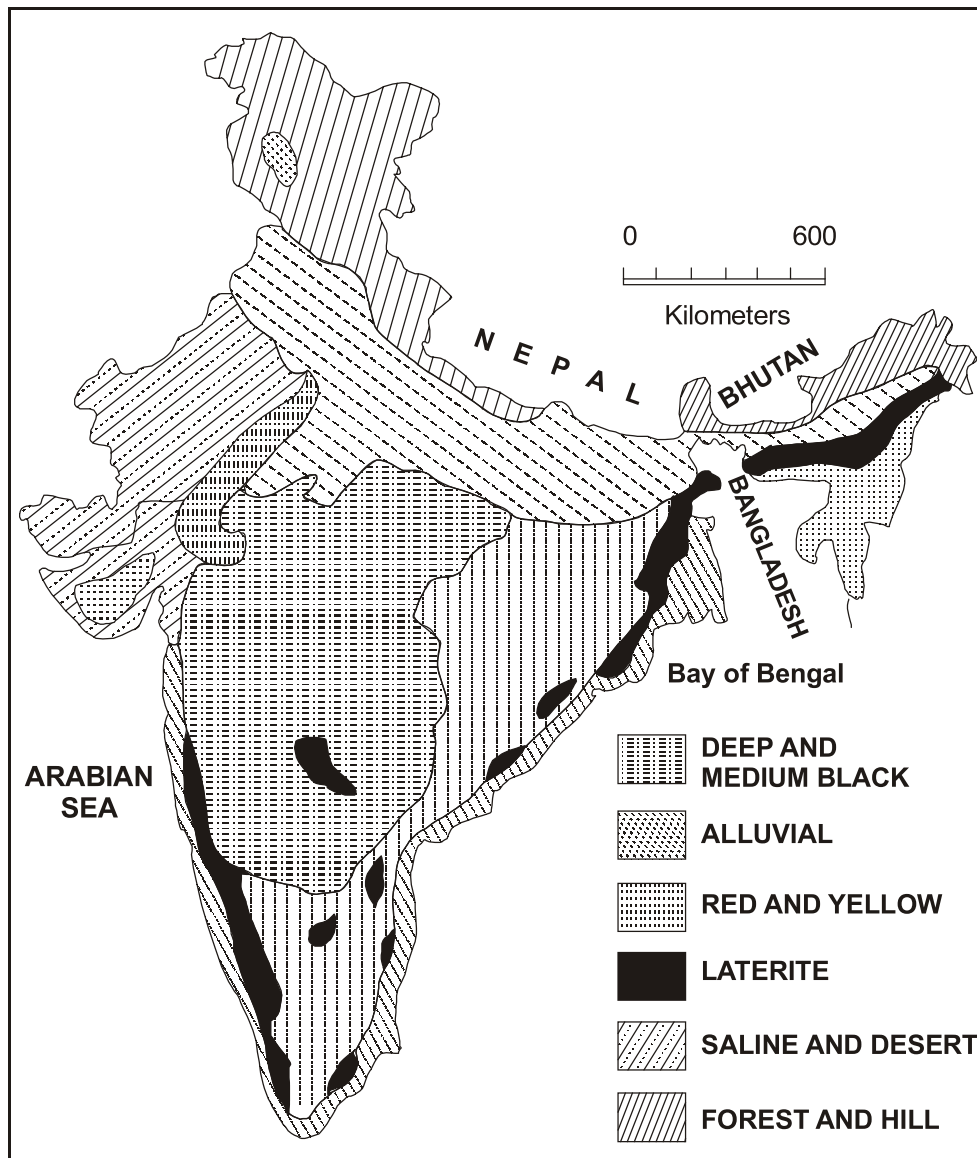 0 600
Kilometers
NEPAL
BHUTAN
BANGLADESH
Bay of Bengal
ARABIAN
SEA
DEEP AND
MEDIUM BLACK
ALLUVIAL
RED AND YELLOW
LATERITE
SALINE AND DESERT
FOREST AND HILL